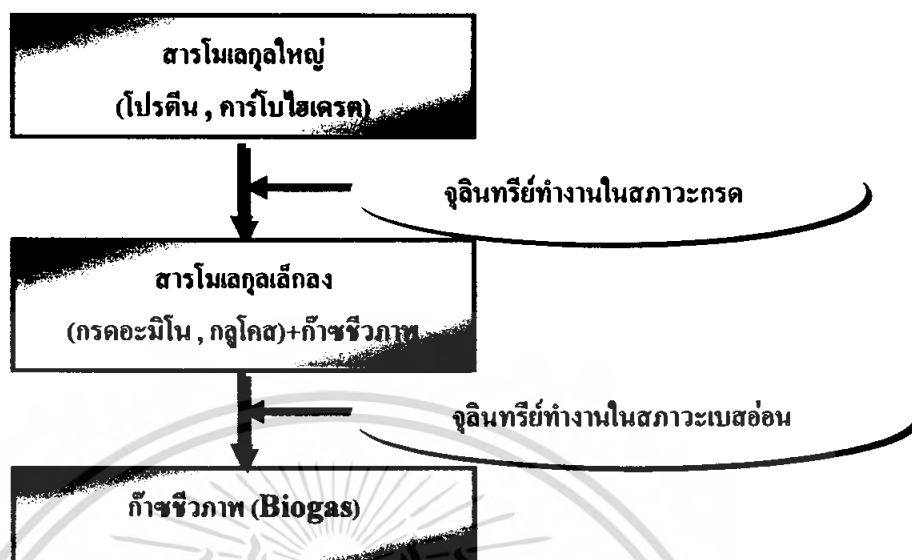 สารโมเลกุลใหญ่
(โปรตีน , คาร์โบไฮเดรต)
จุลินทรีย์ทำงานในสภาวะกรด
สารโมเลกุลเล็กลง
(กรดอะมิโน , กลูโคส)+ก๊าซชีวภาพ
จุลินทรีย์ทำงานในสภาวะเบสอ่อน
ก๊าซชีวภาพ (Biogas)